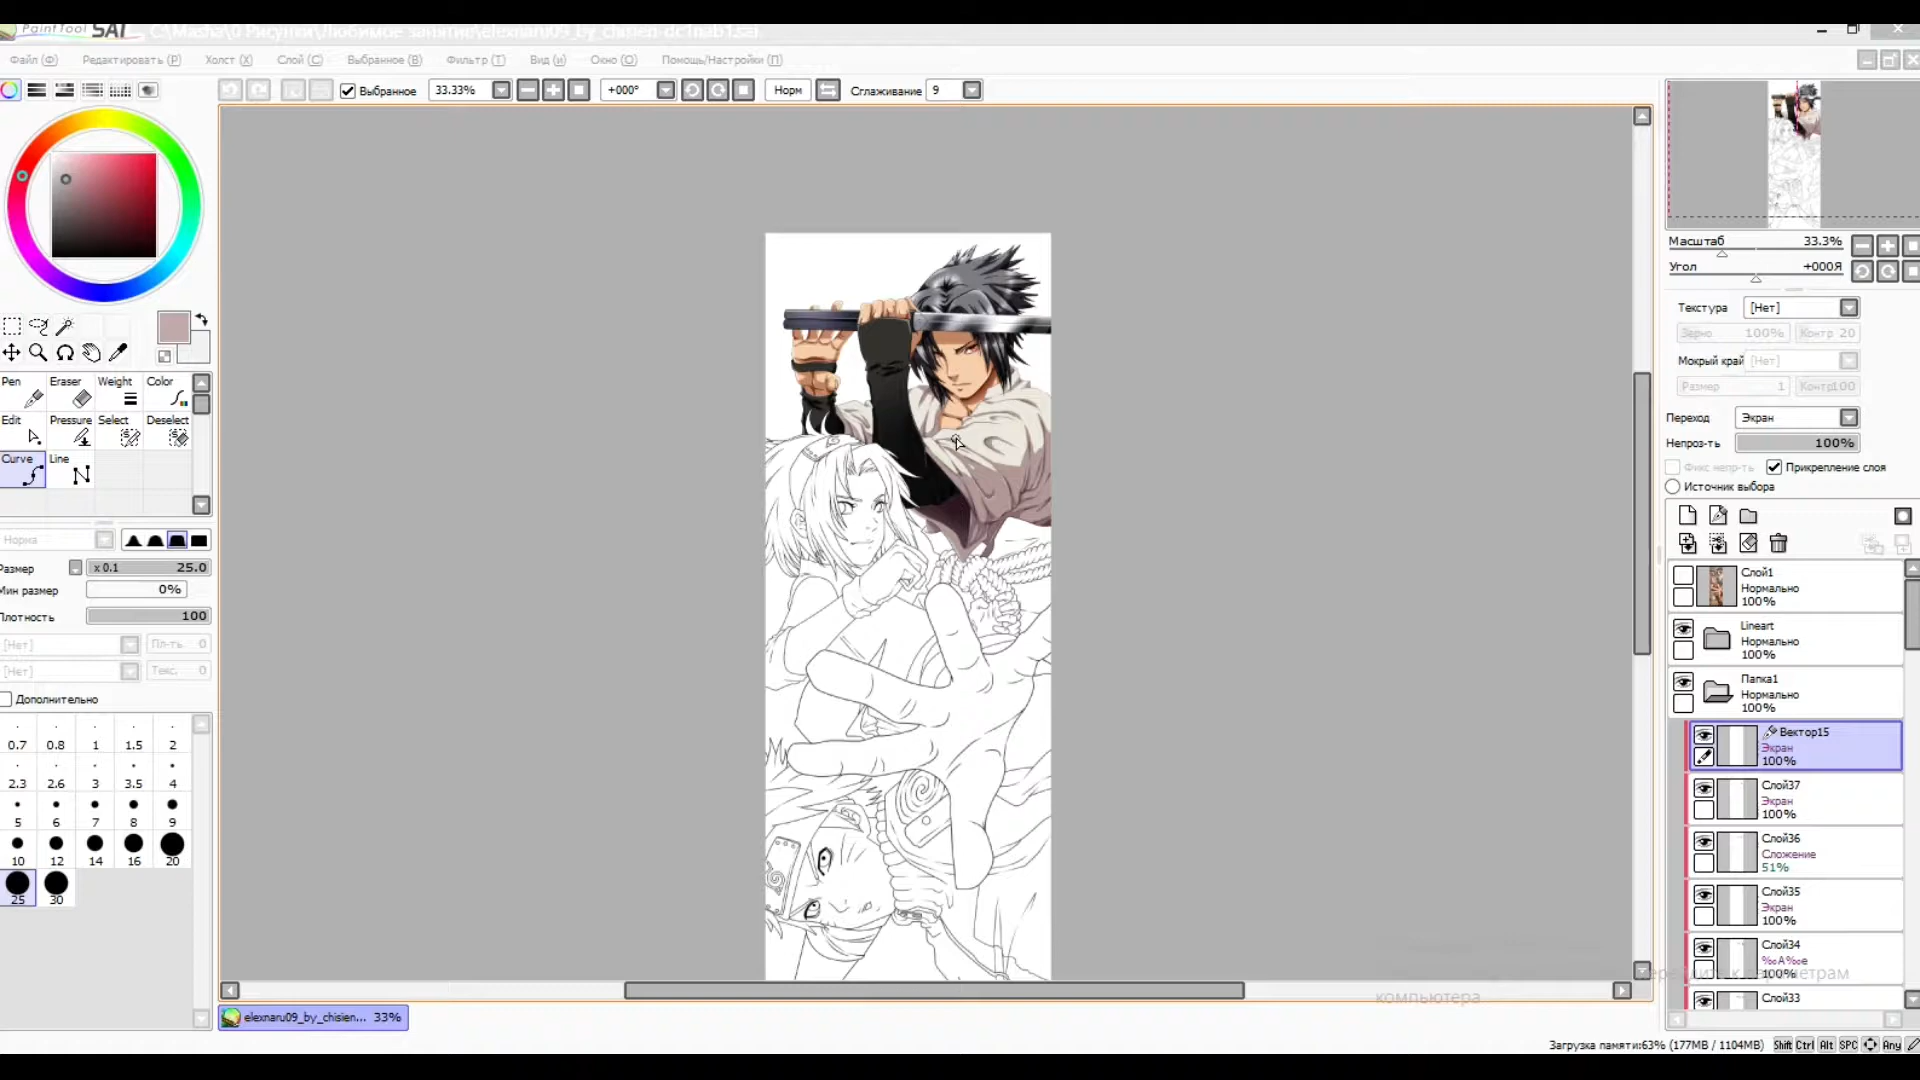 PaintTool SAI C:\Masha\0 Рисунки\Любимое занятие\elexnaru09_by_chisien-dc1nab1.sai
Файл (Ф) Редактировать (Р) Холст (Х) Слой (С) Выбранное (В) Фильтр (Т) Вид (и) Окно (О) Помощь/Настройки (П)
Выбранное 33.33% +000° Норм Сглаживание 9
Масштаб 33.3%
Угол +000Я
Текстура [Нет]
Зерно 100% Контр 20
Мокрый край [Нет]
Размер 1 Контр100
Переход Экран
Непроз-ть 100%
Фикс непр-ть Прикрепление слоя
Источник выбора
Pen Eraser Weight Color
Edit Pressure Select Deselect
Curve Line
Норма
Размер x 0.1 25.0
Мин размер 0%
Плотность 100
[Нет] Пл-ть 0
[Нет] Текс. 0
Дополнительно
0.7 0.8 1 1.5 2
2.3 2.6 3 3.5 4
5 6 7 8 9
10 12 14 16 20
25 30
Слой1
Нормально
100%
Lineart
Нормально
100%
Папка1
Нормально
100%
Вектор15
Экран
100%
Слой37
Экран
100%
Слой36
Сложение
51%
Слой35
Экран
100%
Слой34
‰А‰е
100%
Слой33
компьютера
elexnaru09_by_chisien... 33%
Загрузка памяти:63% (177MB / 1104MB) Shift Ctrl Alt SPC Any